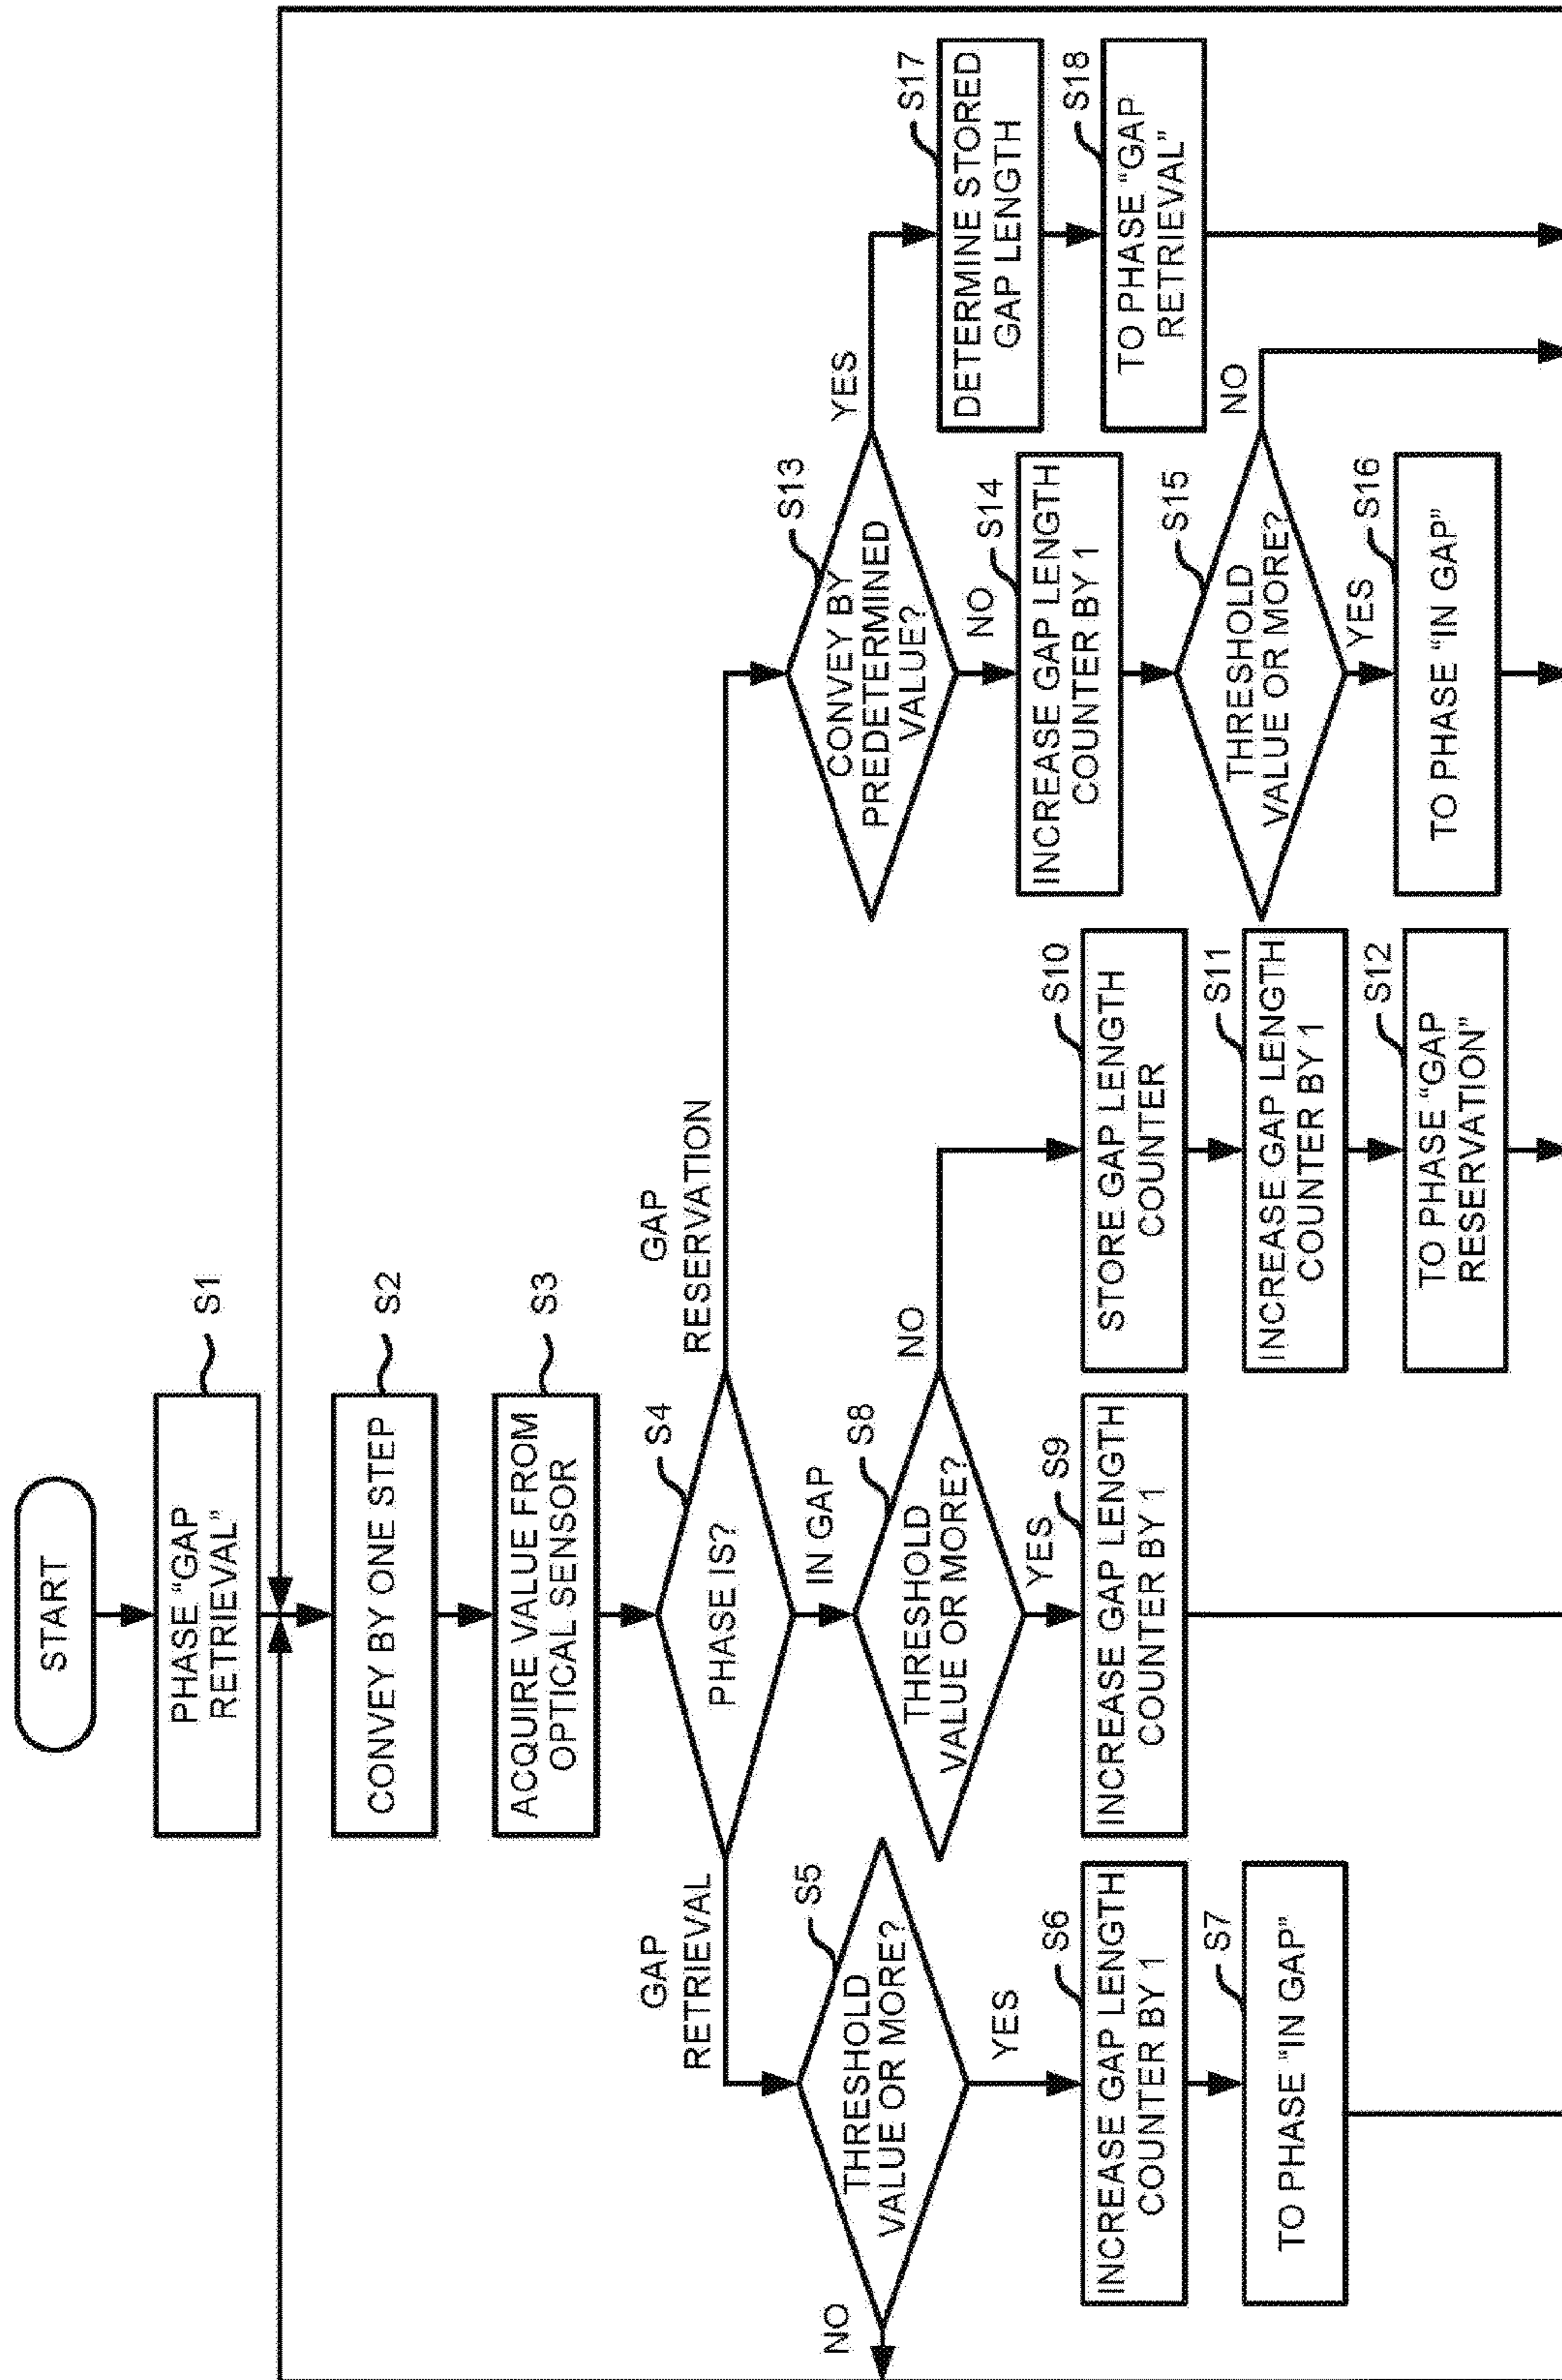 START
PHASE “GAP
RETRIEVAL”
S1
CONVEY BY ONE STEP
S2
ACQUIRE VALUE FROM
OPTICAL SENSOR
S3
PHASE IS?
S4
GAP
RETRIEVAL
IN GAP
GAP
RESERVATION
THRESHOLD
VALUE OR MORE?
S5
NO
YES
INCREASE GAP LENGTH
COUNTER BY 1
S6
TO PHASE “IN GAP”
S7
THRESHOLD
VALUE OR MORE?
S8
NO
YES
INCREASE GAP LENGTH
COUNTER BY 1
S9
STORE GAP LENGTH
COUNTER
S10
INCREASE GAP LENGTH
COUNTER BY 1
S11
TO PHASE “GAP
RESERVATION”
S12
CONVEY BY
PREDETERMINED
VALUE?
S13
YES
NO
INCREASE GAP LENGTH
COUNTER BY 1
S14
THRESHOLD
VALUE OR MORE?
S15
NO
YES
TO PHASE “IN GAP”
S16
DETERMINE STORED
GAP LENGTH
S17
TO PHASE “GAP
RETRIEVAL”
S18